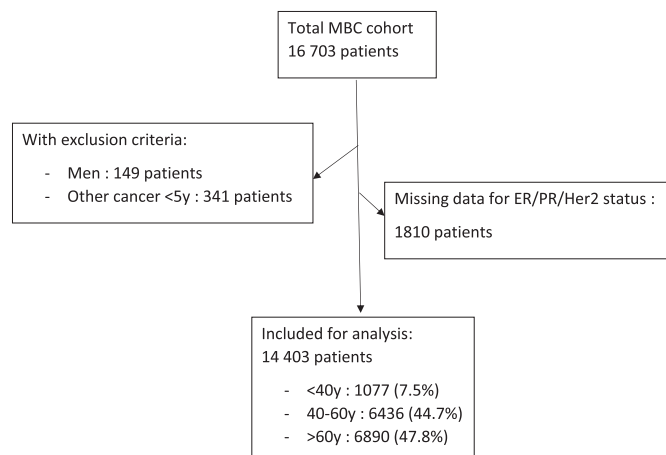 Total MBC cohort
16 703 patients
With exclusion criteria:
- Men : 149 patients
- Other cancer <5y : 341 patients
Missing data for ER/PR/Her2 status :
1810 patients
Included for analysis:
14 403 patients
- <40y : 1077 (7.5%)
- 40-60y : 6436 (44.7%)
- >60y : 6890 (47.8%)